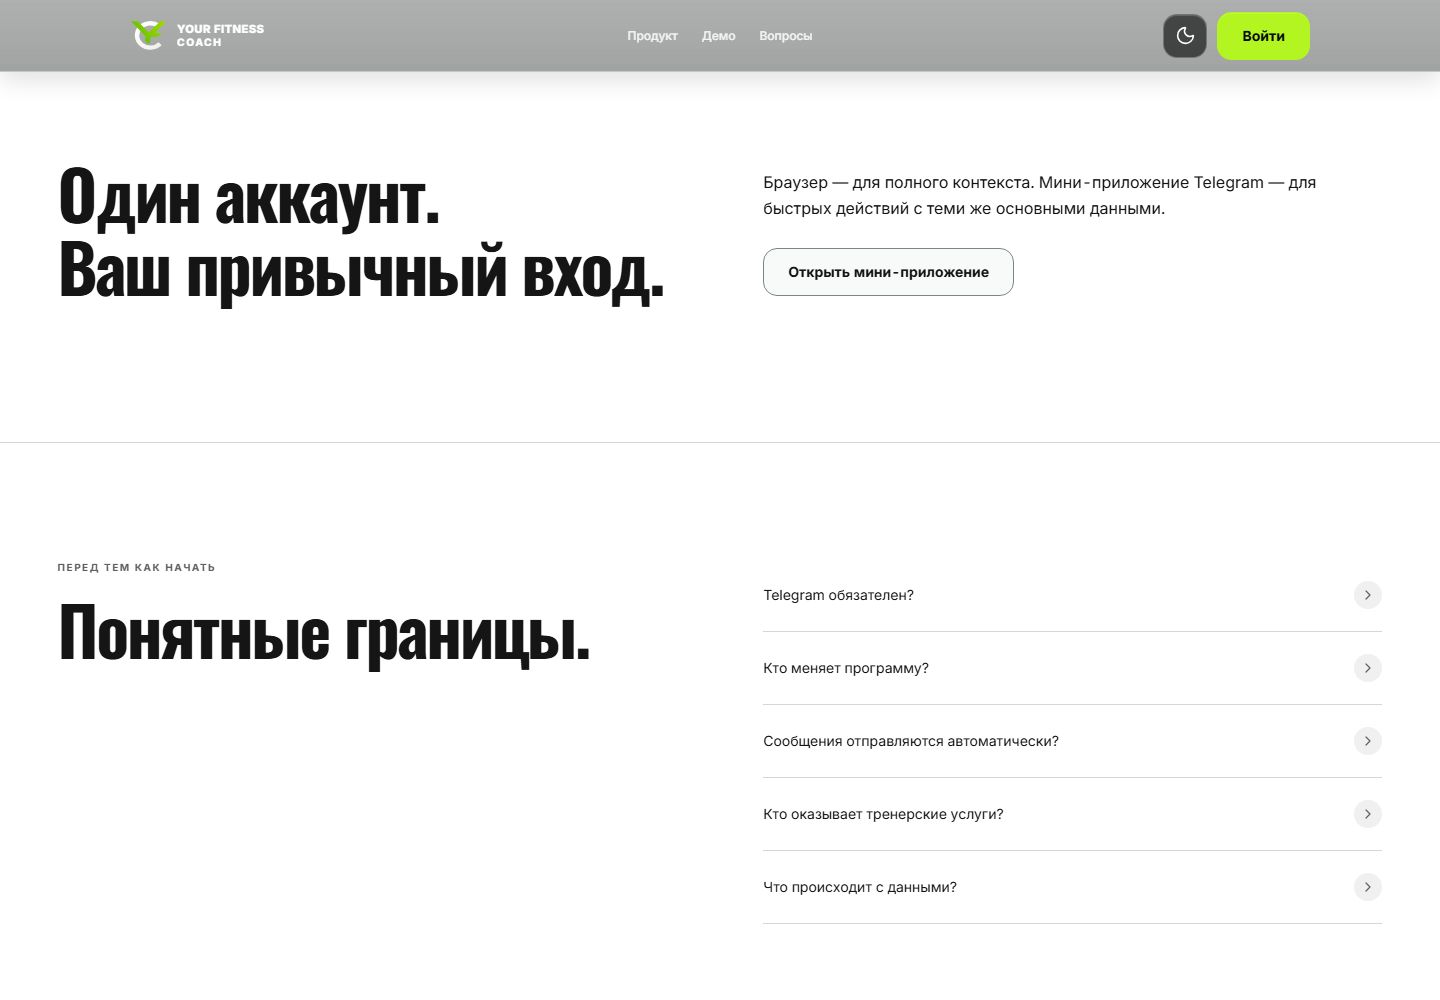 YOUR FITNESS
COACH
Продукт
Демо
Вопросы
Войти
Один аккаунт.
Ваш привычный вход.
Браузер — для полного контекста. Мини-приложение Telegram — для
быстрых действий с теми же основными данными.
Открыть мини-приложение
ПЕРЕД ТЕМ КАК НАЧАТЬ
Понятные границы.
Telegram обязателен?
Кто меняет программу?
Сообщения отправляются автоматически?
Кто оказывает тренерские услуги?
Что происходит с данными?